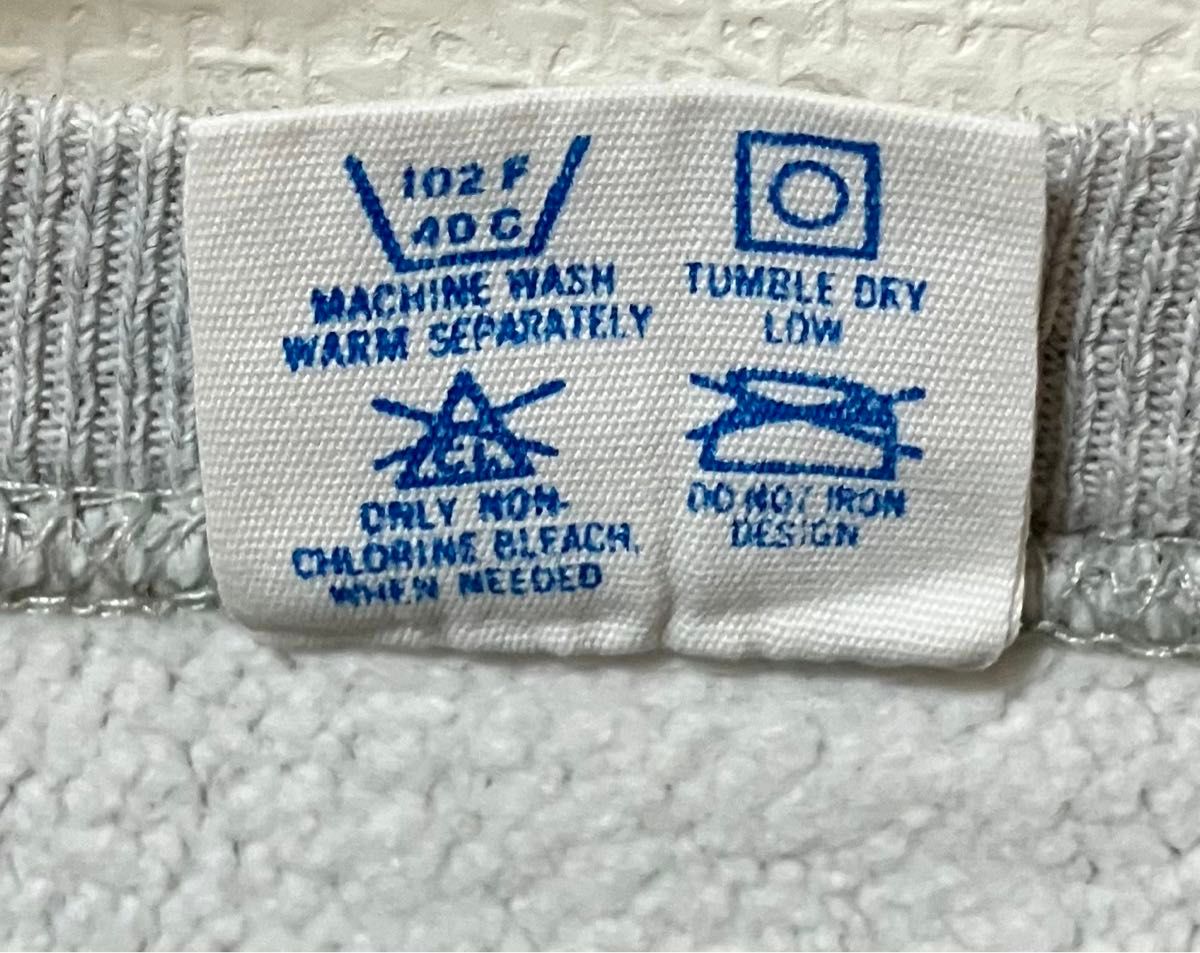 102 F
40 C
MACHINE WASH
WARM SEPARATELY
TUMBLE DRY
LOW
CL
ONLY NON-
CHLORINE BLEACH,
WHEN NEEDED
DO NOT IRON
DESIGN